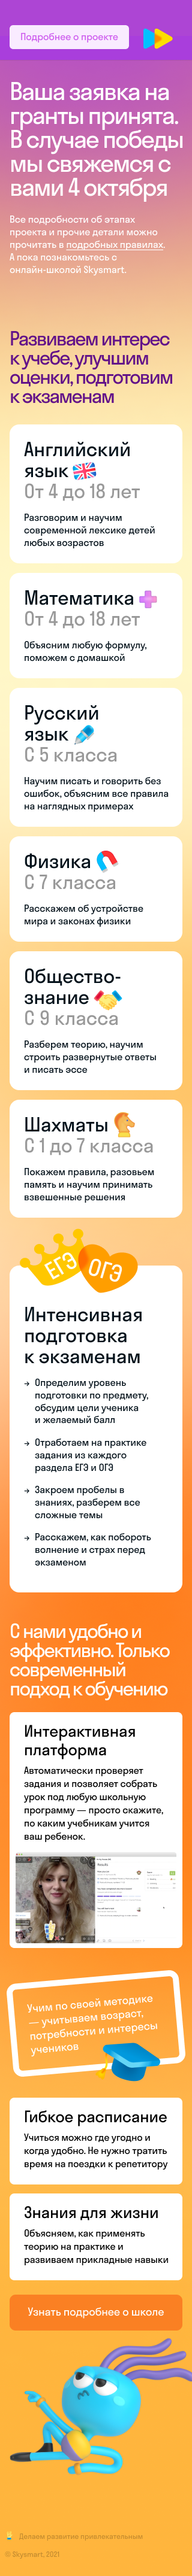 Подробнее о проекте
Ваша заявка на
гранты принята.
В случае победы
мы свяжемся с
вами 4 октября
Все подробности об этапах
проекта и прочие детали можно
прочитать в подробных правилах.
А пока познакомьтесь с
онлайн-школой Skysmart.
Развиваем интерес
к учебе, улучшим
оценки, подготовим
к экзаменам
Английский
язык
От 4 до 18 лет
Разговорим и научим
современной лексике детей
любых возрастов
Математика
От 4 до 18 лет
Объясним любую формулу,
поможем с домашкой
Русский
язык
С 5 класса
Научим писать и говорить без
ошибок, объясним все правила
на наглядных примерах
Физика
С 7 класса
Расскажем об устройстве
мира и законах физики
Общество-
знание
С 9 класса
Разберем теорию, научим
строить развернутые ответы
и писать эссе
Шахматы
С 1 до 7 класса
Покажем правила, разовьем
память и научим принимать
взвешенные решения
ЕГЭ
ОГЭ
Интенсивная
подготовка
к экзаменам
→ Определим уровень
подготовки по предмету,
обсудим цели ученика
и желаемый балл
→ Отработаем на практике
задания из каждого
раздела ЕГЭ и ОГЭ
→ Закроем пробелы в
знаниях, разберем все
сложные темы
→ Расскажем, как побороть
волнение и страх перед
экзаменом
С нами удобно и
эффективно. Только
современный
подход к обучению
Интерактивная
платформа
Автоматически проверяет
задания и позволяет собрать
урок под любую школьную
программу — просто скажите,
по каким учебникам учится
ваш ребенок.
Учим по своей методике
— учитываем возраст,
потребности и интересы
учеников
Гибкое расписание
Учиться можно где угодно и
когда удобно. Не нужно тратить
время на поездки к репетитору
Знания для жизни
Объясняем, как применять
теорию на практике и
развиваем прикладные навыки
Узнать подробнее о школе
Делаем развитие привлекательным
© Skysmart, 2021